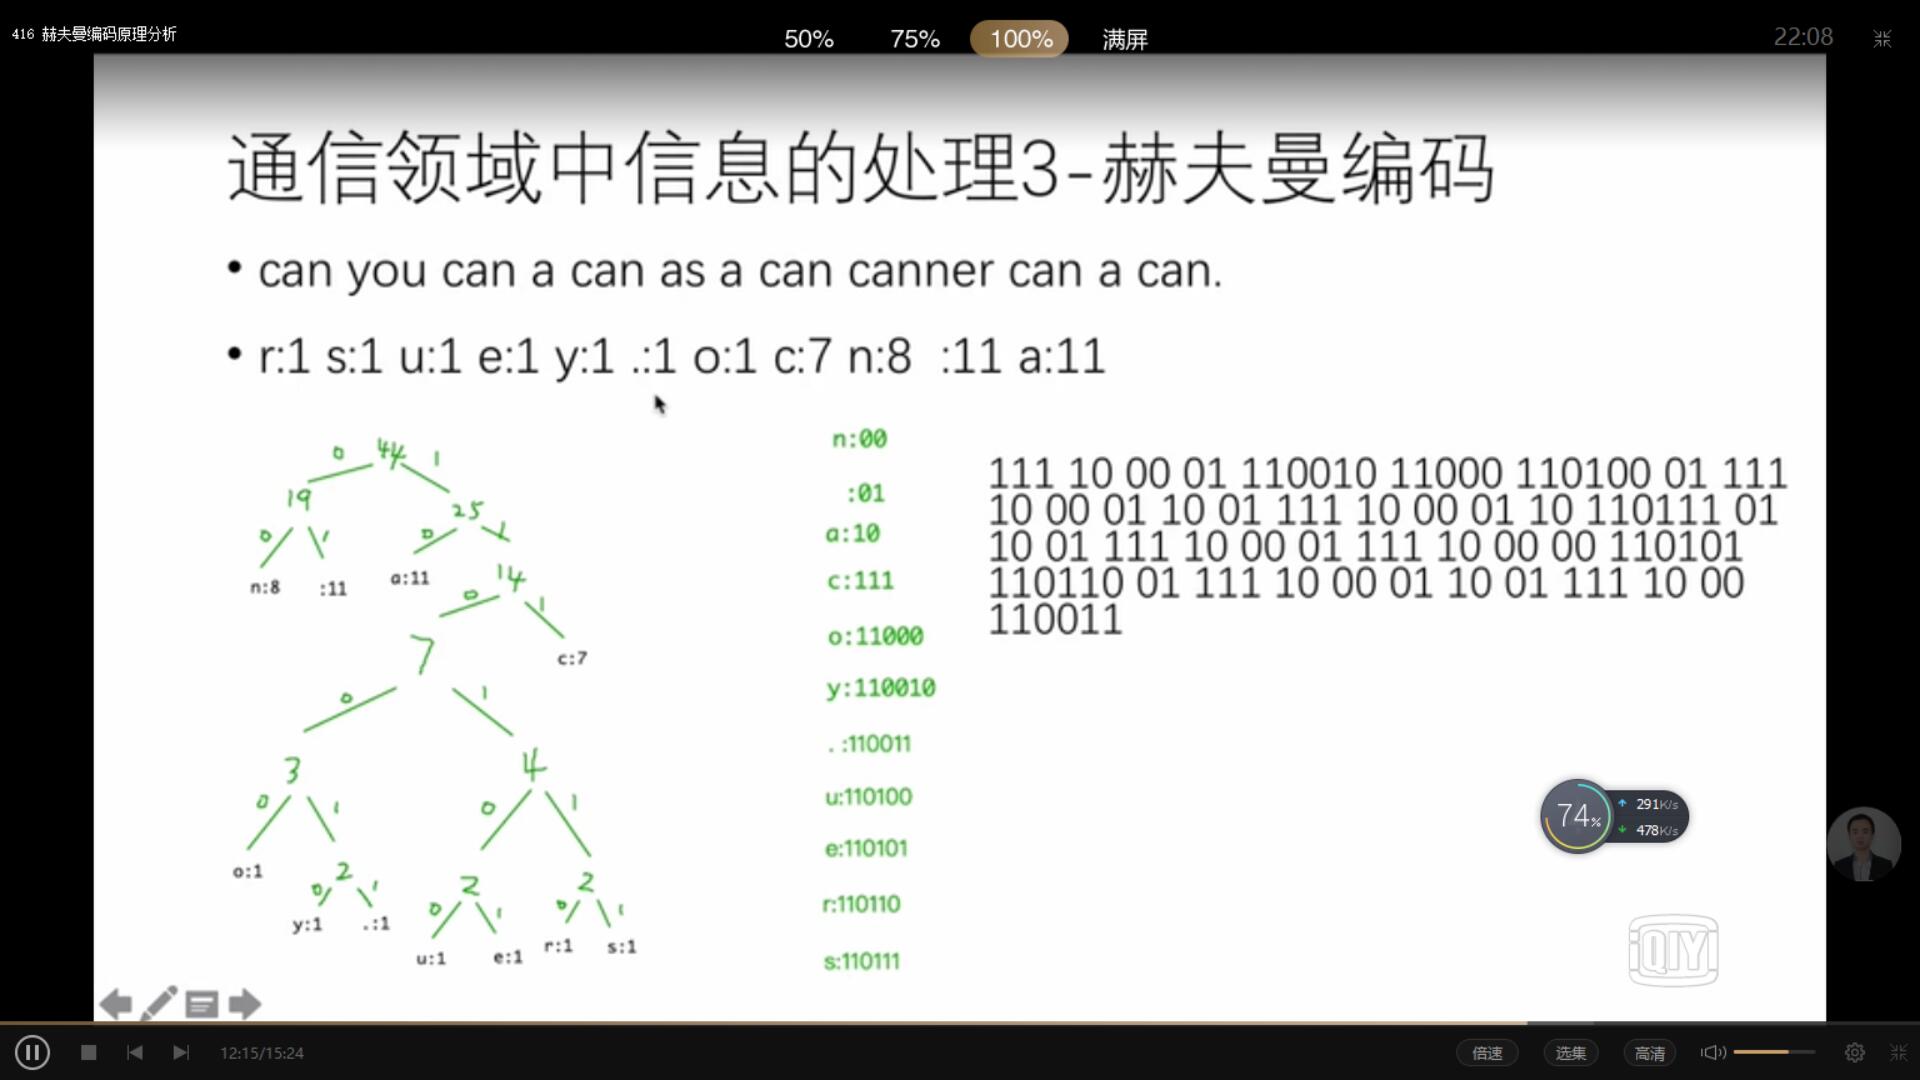 416 赫夫曼编码原理分析
50% 75% 100% 满屏
22:08
通信领域中信息的处理3-赫夫曼编码
• can you can a can as a can canner can a can.
• r:1 s:1 u:1 e:1 y:1 .:1 o:1 c:7 n:8  :11 a:11
0 44 1
19
25
0 1 0 1
n:8 :11 a:11
14
0 1
7
c:7
0 1
3 4
0 1 0 1
o:1
2 2 2
0 1 0 1 0 1
y:1 .:1 u:1 e:1 r:1 s:1
n:00
:01
a:10
c:111
o:11000
y:110010
. :110011
u:110100
e:110101
r:110110
s:110111
111 10 00 01 110010 11000 110100 01 111
10 00 01 10 01 111 10 00 01 10 110111 01
10 01 111 10 00 01 111 10 00 00 110101
110110 01 111 10 00 01 10 01 111 10 00
110011
74%
291K/s
478K/s
QIY
12:15/15:24
倍速 选集 高清